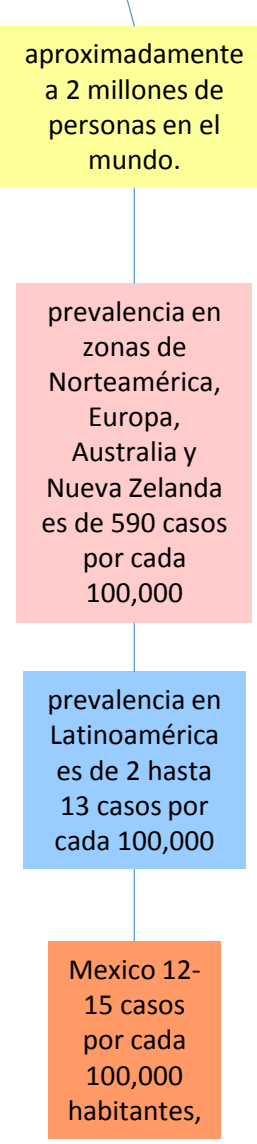 aproximadamente
a 2 millones de
personas en el
mundo.
prevalencia en
zonas de
Norteamérica,
Europa,
Australia y
Nueva Zelanda
es de 590 casos
por cada
100,000
prevalencia en
Latinoamérica
es de 2 hasta
13 casos por
cada 100,000
Mexico 12-
15 casos
por cada
100,000
habitantes,